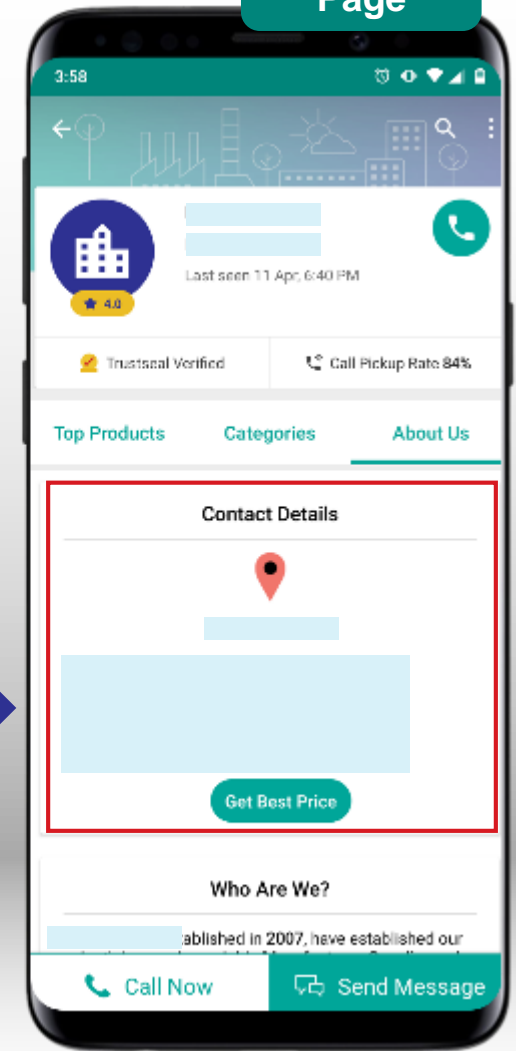 Page
3:58
Last seen 11 Apr, 6:40 PM
4.0
Trustseal Verified
Call Pickup Rate 84%
Top Products
Categories
About Us
Contact Details
Get Best Price
Who Are We?
ablished in 2007, have established our
Call Now
Send Message